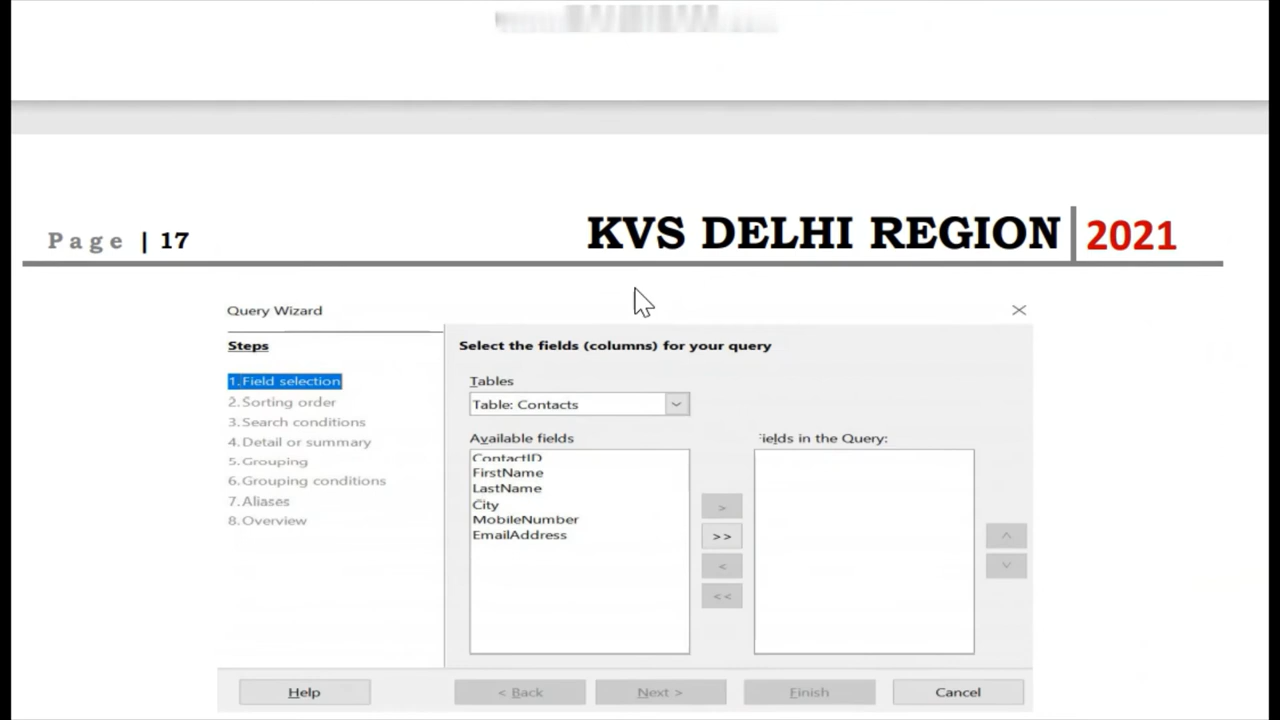 Page | 17
KVS DELHI REGION 2021
Query Wizard
Steps
1.Field selection
2.Sorting order
3.Search conditions
4.Detail or summary
5.Grouping
6.Grouping conditions
7.Aliases
8.Overview
Select the fields (columns) for your query
Tables
Table: Contacts
Available fields
ContactID
FirstName
LastName
City
MobileNumber
EmailAddress
>
>>
<
<<
Fields in the Query:
Help
< Back
Next >
Finish
Cancel